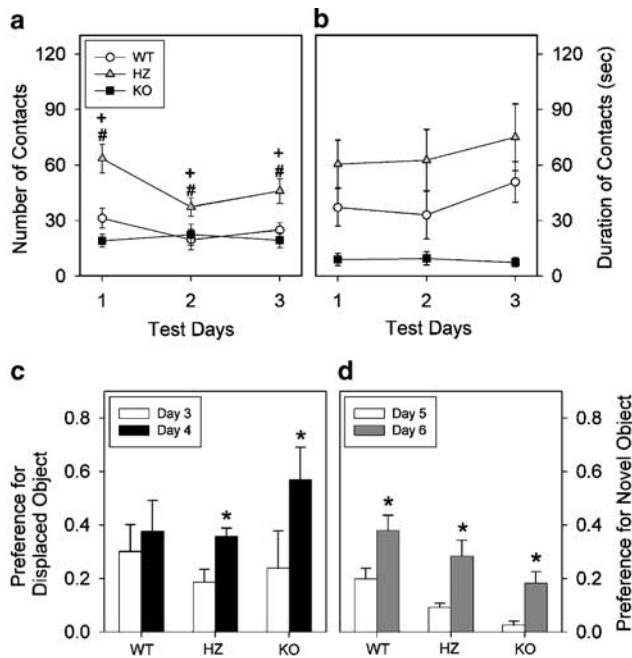 a
b
WT
HZ
KO
Number of Contacts
120
90
60
30
0
+
#
+
#
+
#
1
2
3
Test Days
1
2
3
Test Days
120
90
60
30
0
Duration of Contacts (sec)
c
d
Day 3
Day 4
Preference for
Displaced Object
0.8
0.6
0.4
0.2
0.0
*
*
WT
HZ
KO
Day 5
Day 6
*
*
*
WT
HZ
KO
0.8
0.6
0.4
0.2
0.0
Preference for Novel Object